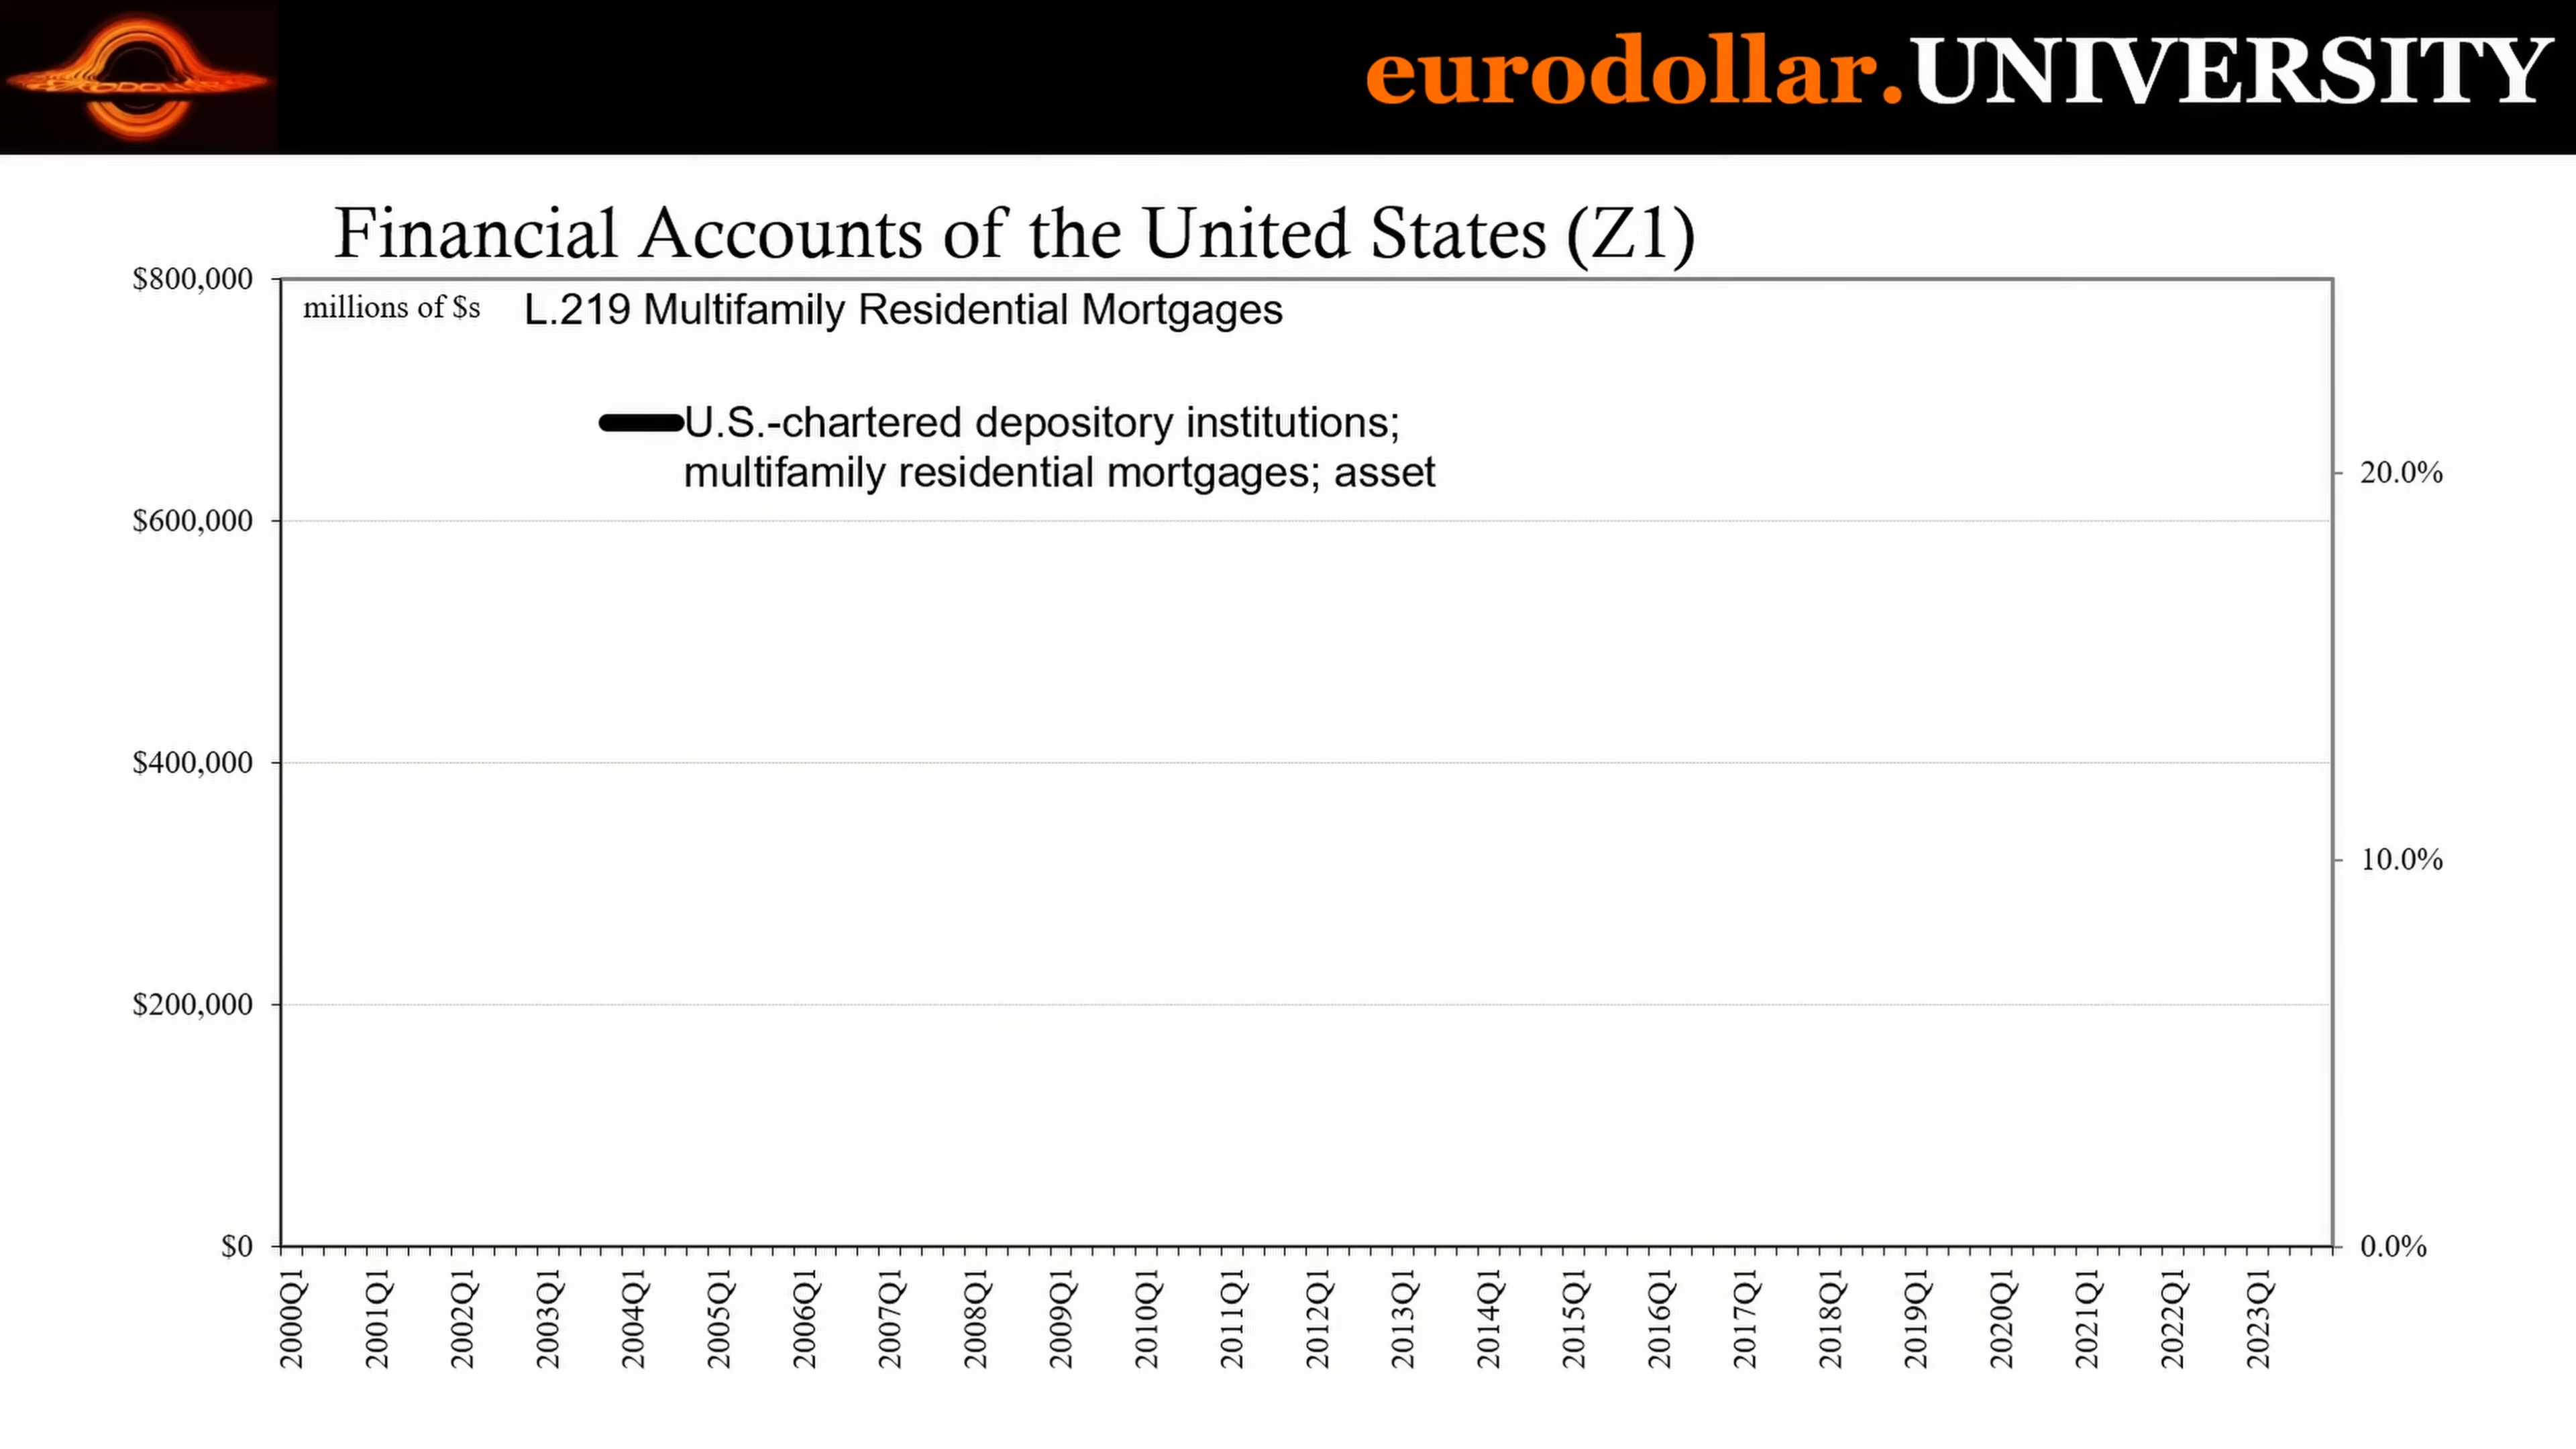 eurodollar.UNIVERSITY
Financial Accounts of the United States (Z1)
millions of $s
L.219 Multifamily Residential Mortgages
U.S.-chartered depository institutions;
multifamily residential mortgages; asset
$800,000
$600,000
$400,000
$200,000
$0
20.0%
10.0%
0.0%
2000Q1
2001Q1
2002Q1
2003Q1
2004Q1
2005Q1
2006Q1
2007Q1
2008Q1
2009Q1
2010Q1
2011Q1
2012Q1
2013Q1
2014Q1
2015Q1
2016Q1
2017Q1
2018Q1
2019Q1
2020Q1
2021Q1
2022Q1
2023Q1